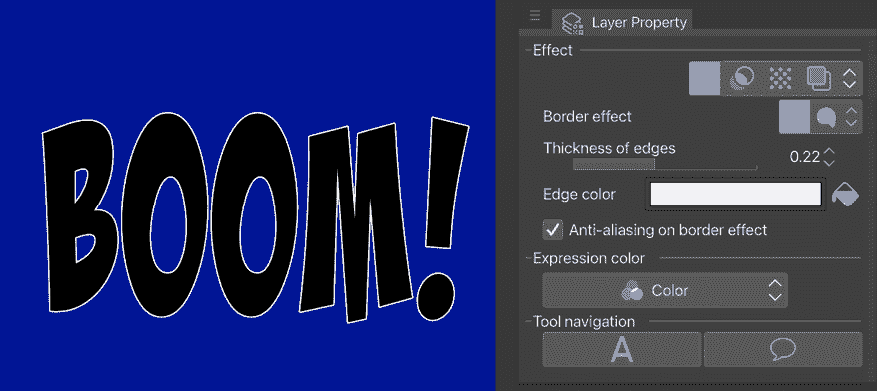 BOOM!
Layer Property
Effect
Border effect
Thickness of edges
0.22
Edge color
Anti-aliasing on border effect
Expression color
Color
Tool navigation
A